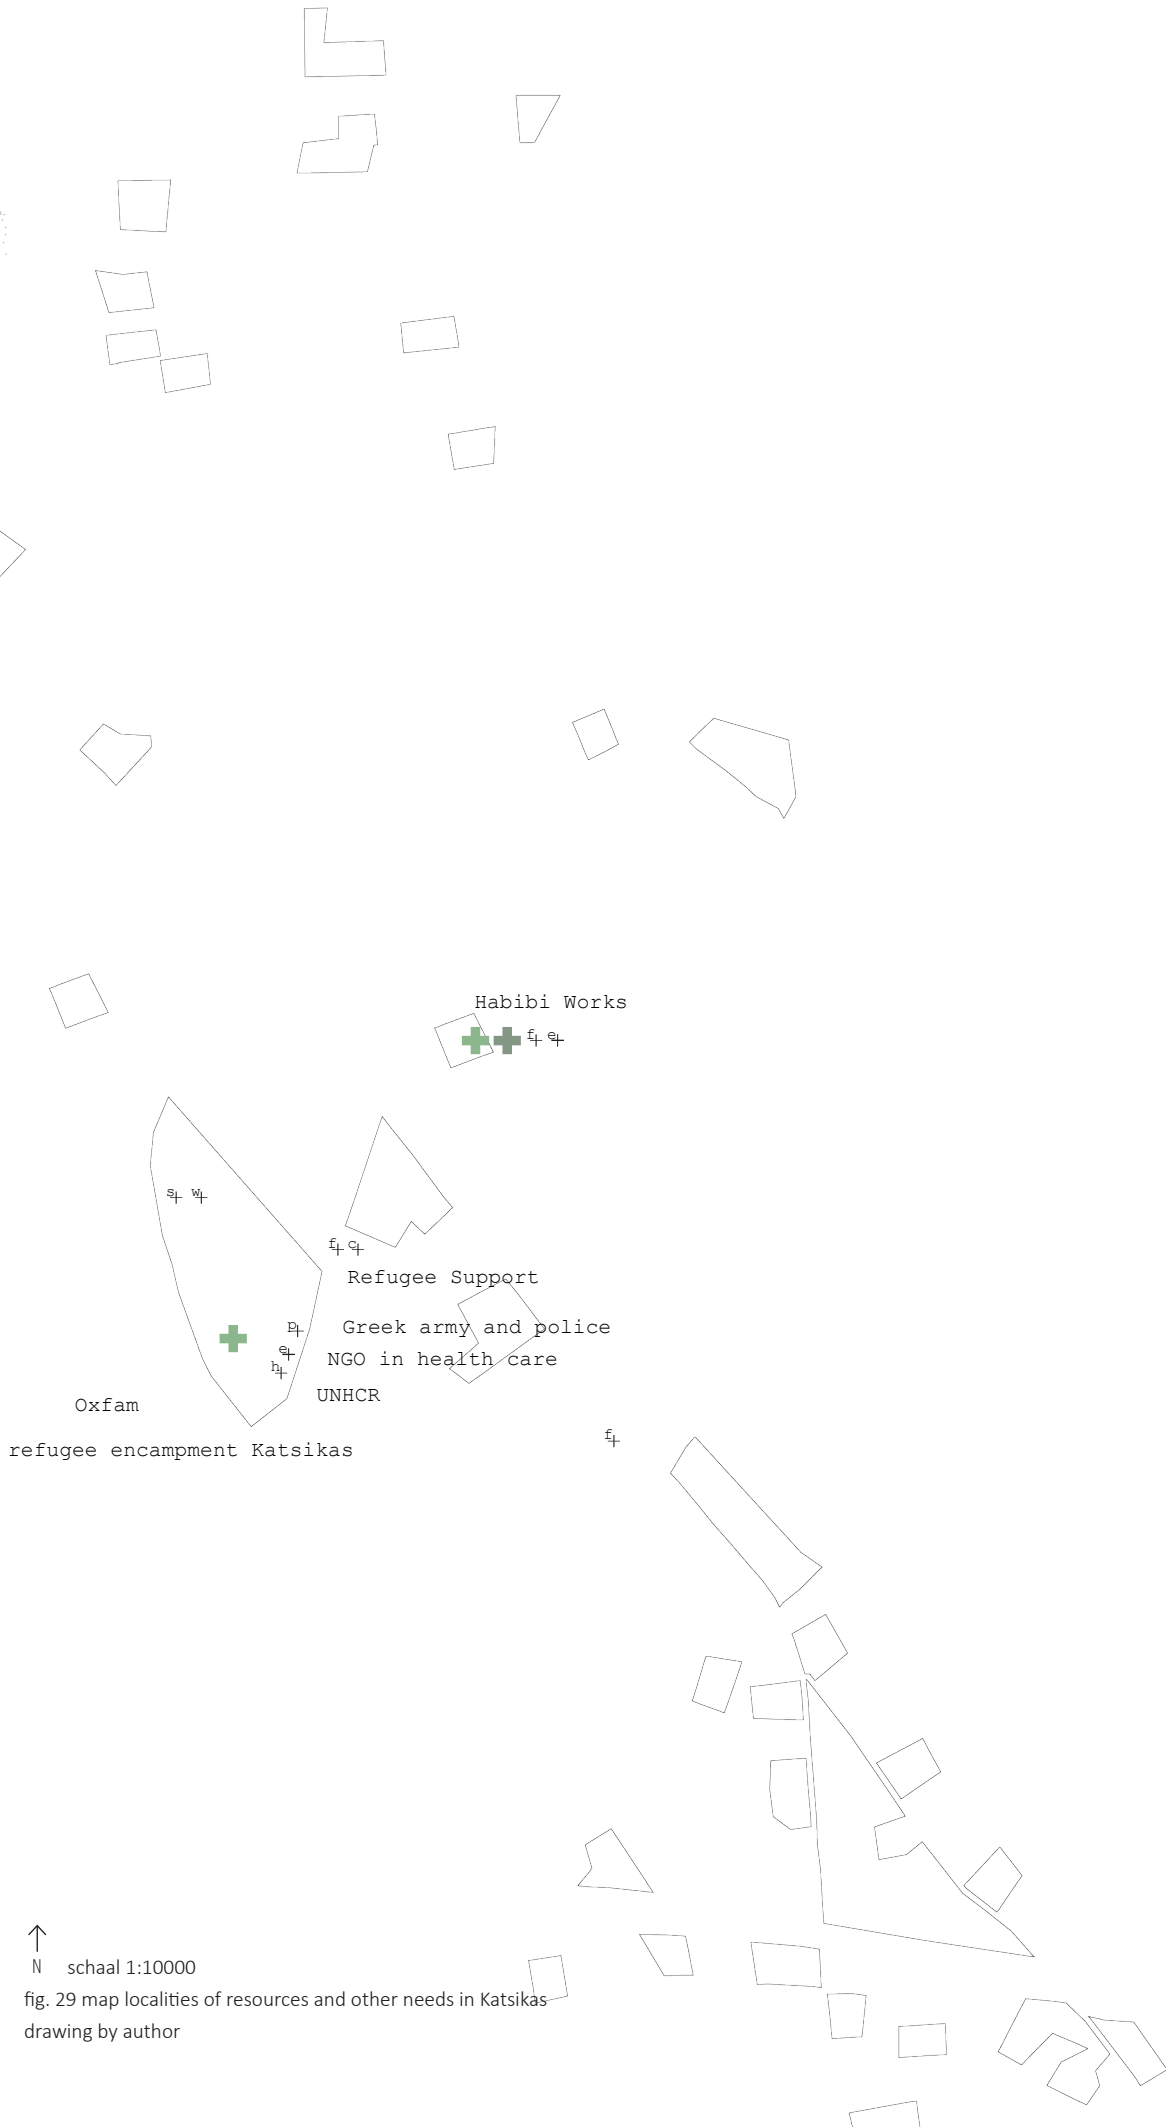 Habibi Works
f e
s w
f c
Refugee Support
p
Greek army and police
e
NGO in health care
h
UNHCR
Oxfam
f
refugee encampment Katsikas
N schaal 1:10000
fig. 29 map localities of resources and other needs in Katsikas
drawing by author